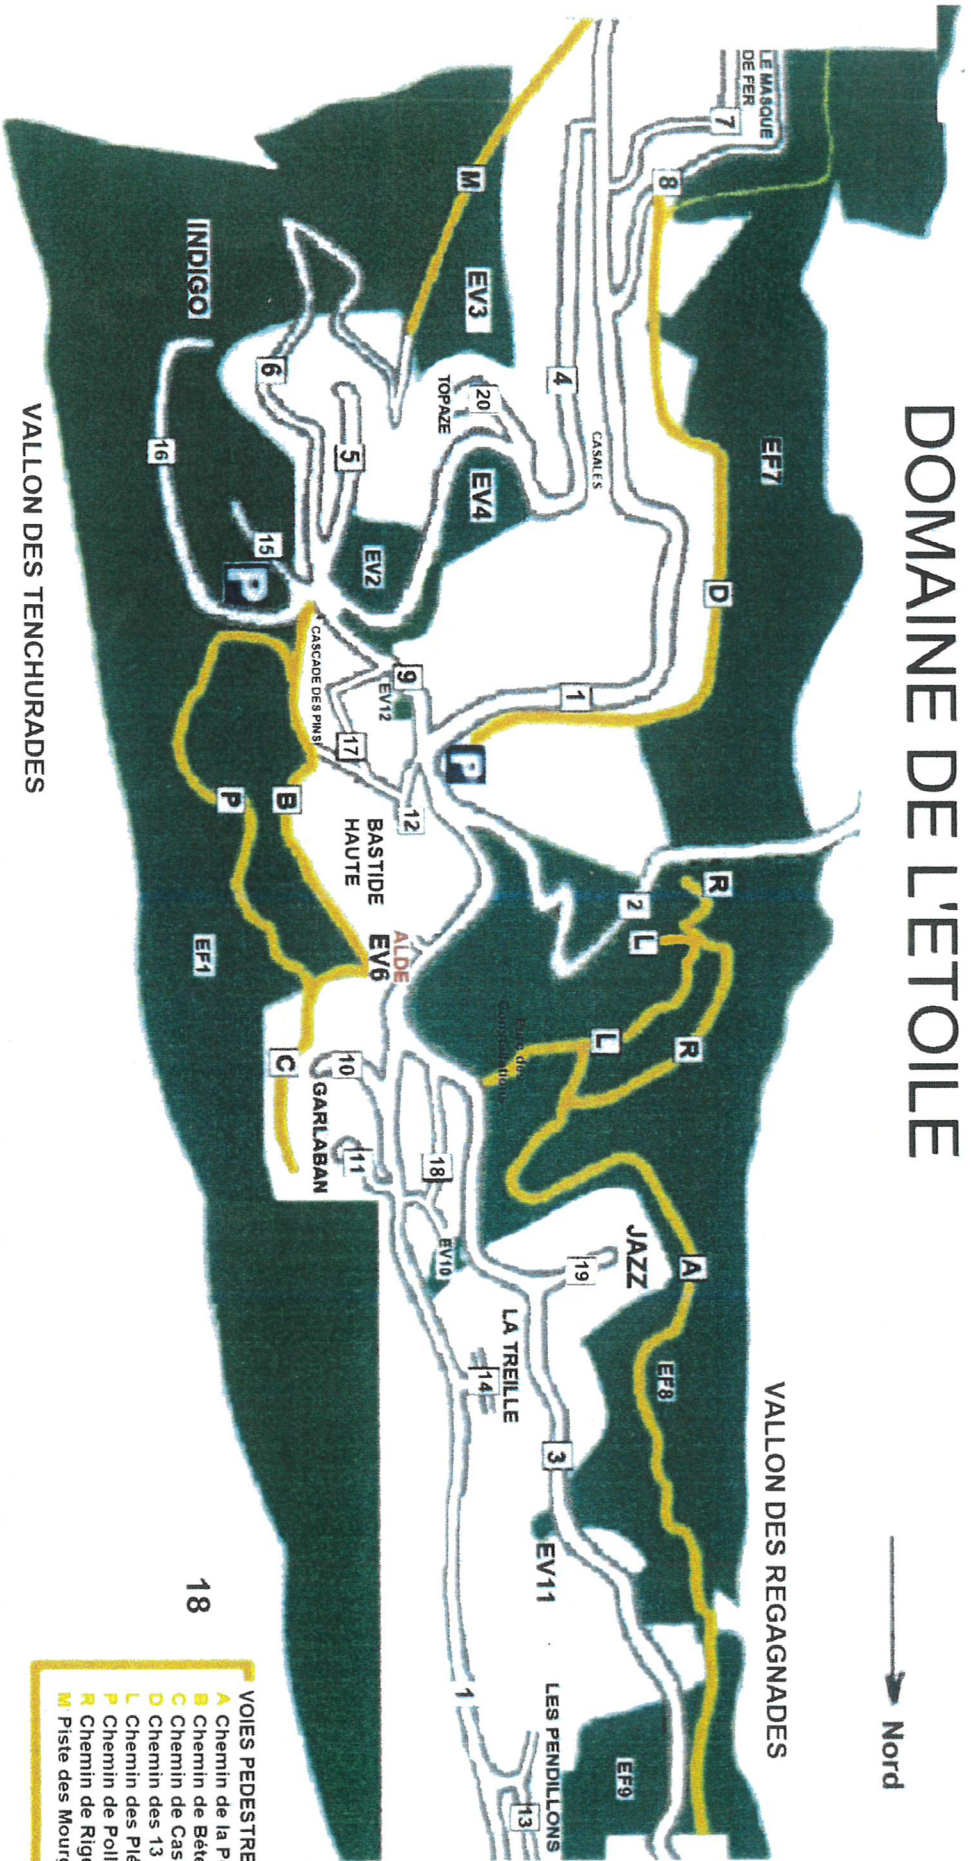 DOMAINE DE L'ETOILE
Nord
VALLON DES REGAGNADES
LE MASQUE
DE FER
7
8
EF7
M
INDIGO
EV3
4
CASALES
20
TOPAZE
6
5
EV4
16
15
P
EV2
D
1
CASCADE DES PINS
9
EV12
17
P
12
B
P
BASTIDE
HAUTE
2
R
L
ALDE
EV6
EF1
L
R
C
10
GARLABAN
11
18
EV10
JAZZ
19
A
EF8
LA TREILLE
14
3
EV11
1
LES PENDILLONS
13
EF9
VALLON DES TENCHURADES
18
VOIES PEDESTRE
A Chemin de la P
B Chemin de Béte
C Chemin de Cas
D Chemin des 13
L Chemin des Plé
P Chemin de Poll
R Chemin de Rige
M Piste des Mourg